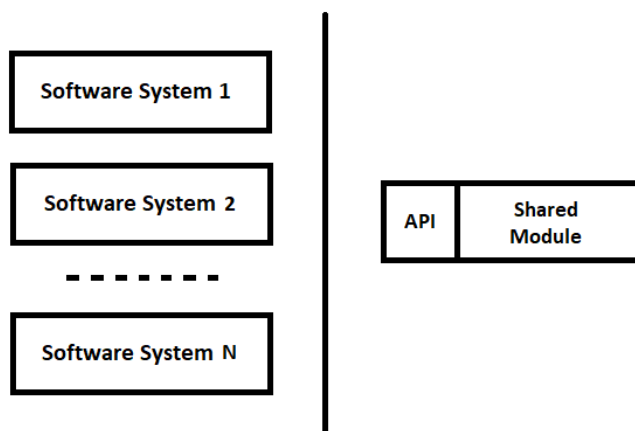 Software System 1
Software System 2
Software System N
API
Shared
Module